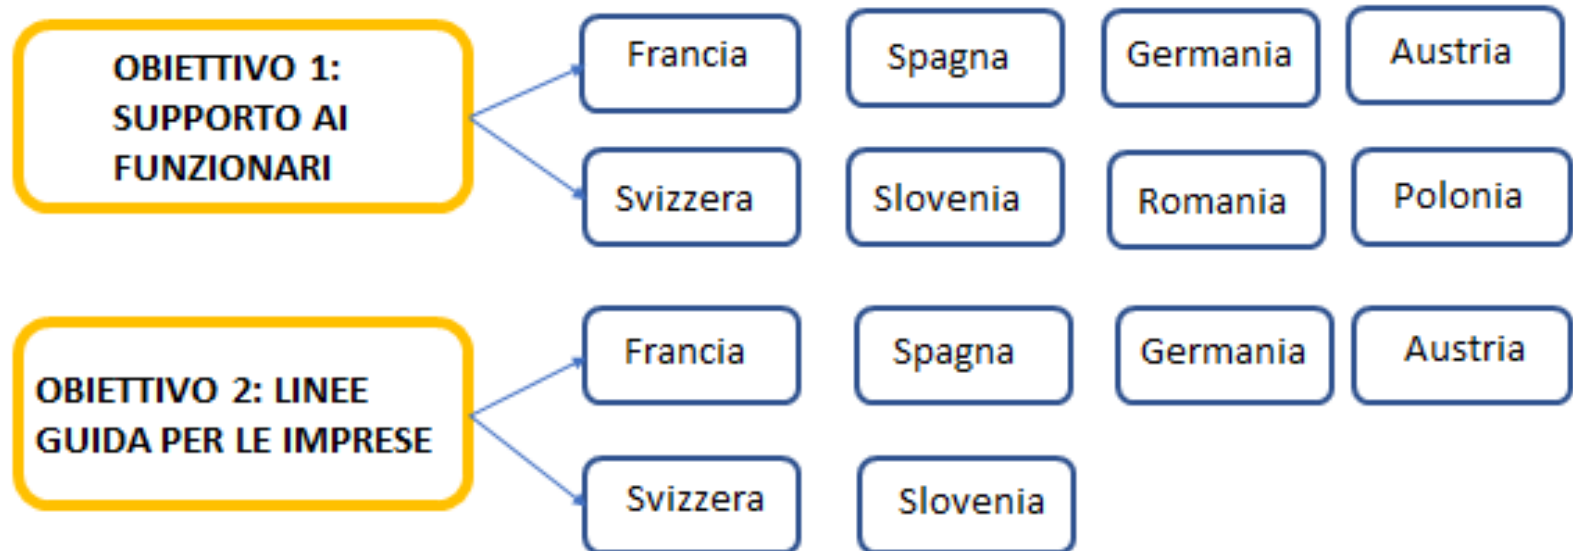 OBIETTIVO 1:
SUPPORTO AI
FUNZIONARI
Francia
Spagna
Germania
Austria
Svizzera
Slovenia
Romania
Polonia
OBIETTIVO 2: LINEE
GUIDA PER LE IMPRESE
Francia
Spagna
Germania
Austria
Svizzera
Slovenia